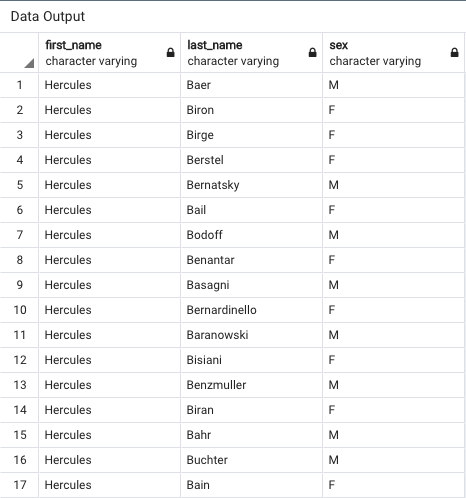 Data Output
first_name last_name sex
character varying character varying character varying
1 Hercules Baer M
2 Hercules Biron F
3 Hercules Birge F
4 Hercules Berstel F
5 Hercules Bernatsky M
6 Hercules Bail F
7 Hercules Bodoff M
8 Hercules Benantar F
9 Hercules Basagni M
10 Hercules Bernardinello F
11 Hercules Baranowski M
12 Hercules Bisiani F
13 Hercules Benzmuller M
14 Hercules Biran F
15 Hercules Bahr M
16 Hercules Buchter M
17 Hercules Bain F